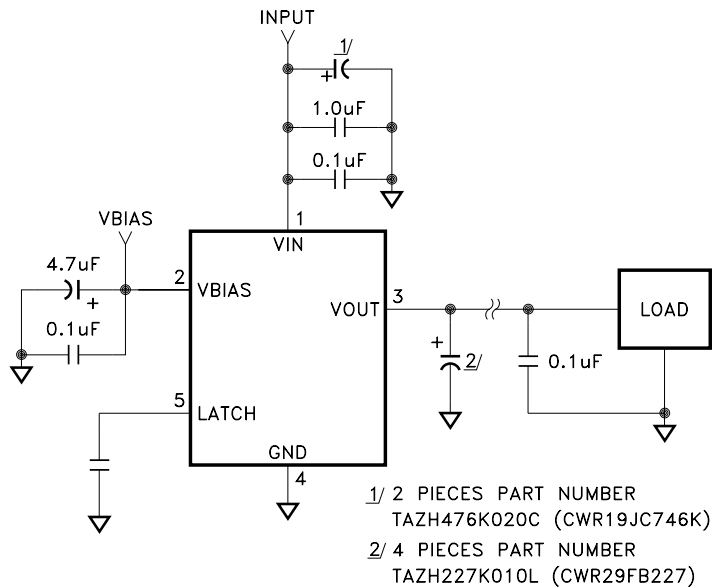 INPUT
1/
+
1.0uF
0.1uF
VBIAS
1
VIN
4.7uF
+
2
VBIAS
0.1uF
VOUT
3
LOAD
+
2/
0.1uF
5
LATCH
GND
4
1/ 2 PIECES PART NUMBER
TAZH476K020C (CWR19JC746K)
2/ 4 PIECES PART NUMBER
TAZH227K010L (CWR29FB227)